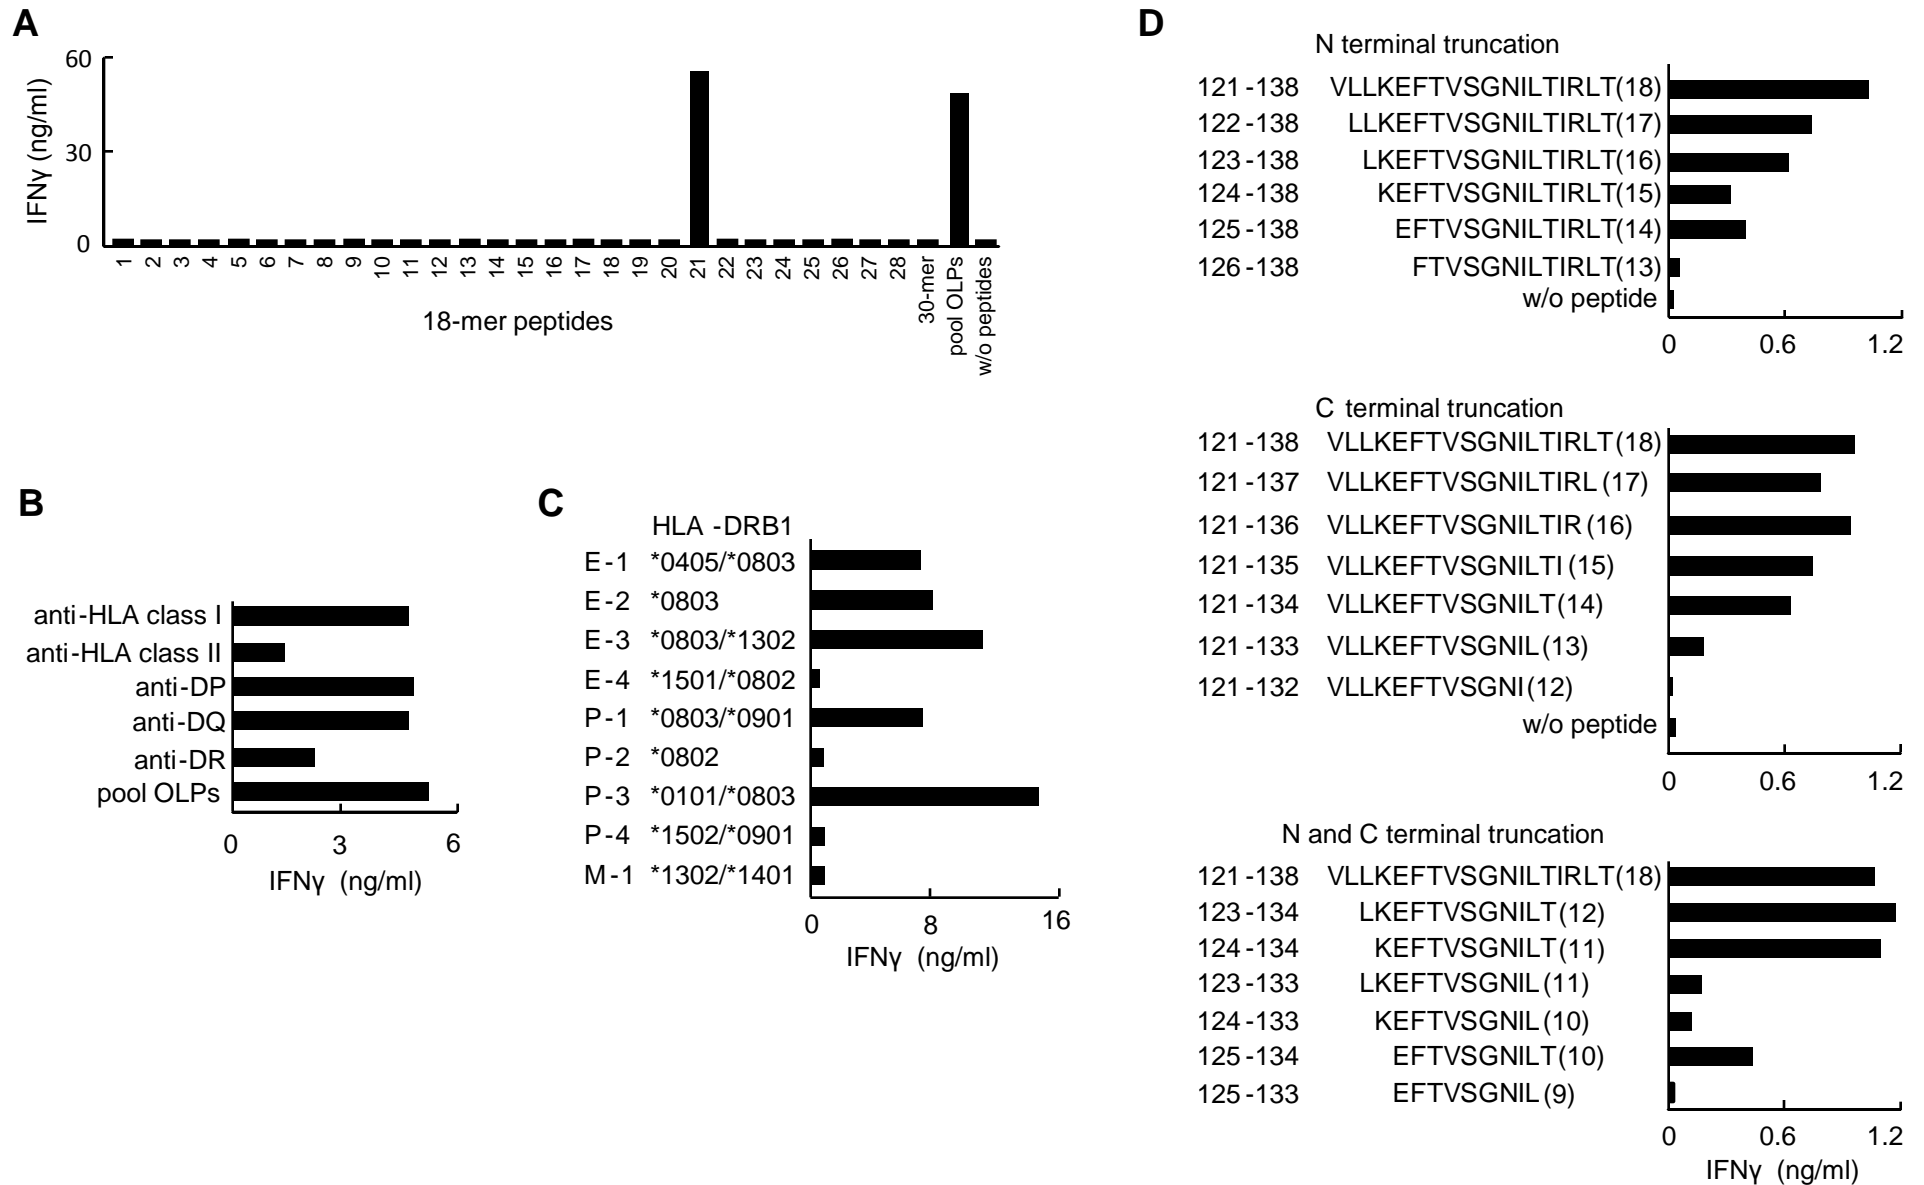 A
IFNγ (ng/ml)
60
30
0
1 2 3 4 5 6 7 8 9 10 11 12 13 14 15 16 17 18 19 20 21 22 23 24 25 26 27 28 30-mer pool OLPs w/o peptides
18-mer peptides
B
anti-HLA class I
anti-HLA class II
anti-DP
anti-DQ
anti-DR
pool OLPs
0 3 6
IFNγ (ng/ml)
C
HLA -DRB1
E-1 *0405/*0803
E-2 *0803
E-3 *0803/*1302
E-4 *1501/*0802
P-1 *0803/*0901
P-2 *0802
P-3 *0101/*0803
P-4 *1502/*0901
M-1 *1302/*1401
0 8 16
IFNγ (ng/ml)
D
N terminal truncation
121-138 VLLKEFTVSGNILTIRLT(18)
122-138 LLKEFTVSGNILTIRLT(17)
123-138 LKEFTVSGNILTIRLT(16)
124-138 KEFTVSGNILTIRLT(15)
125-138 EFTVSGNILTIRLT(14)
126-138 FTVSGNILTIRLT(13)
w/o peptide
0 0.6 1.2
C terminal truncation
121-138 VLLKEFTVSGNILTIRLT(18)
121-137 VLLKEFTVSGNILTIRL (17)
121-136 VLLKEFTVSGNILTIR (16)
121-135 VLLKEFTVSGNILTI (15)
121-134 VLLKEFTVSGNILT (14)
121-133 VLLKEFTVSGNIL (13)
121-132 VLLKEFTVSGNI (12)
w/o peptide
0 0.6 1.2
N and C terminal truncation
121-138 VLLKEFTVSGNILTIRLT(18)
123-134 LKEFTVSGNILT (12)
124-134 KEFTVSGNILT (11)
123-133 LKEFTVSGNIL (11)
124-133 KEFTVSGNIL (10)
125-134 EFTVSGNILT (10)
125-133 EFTVSGNIL (9)
0 0.6 1.2
IFNγ (ng/ml)